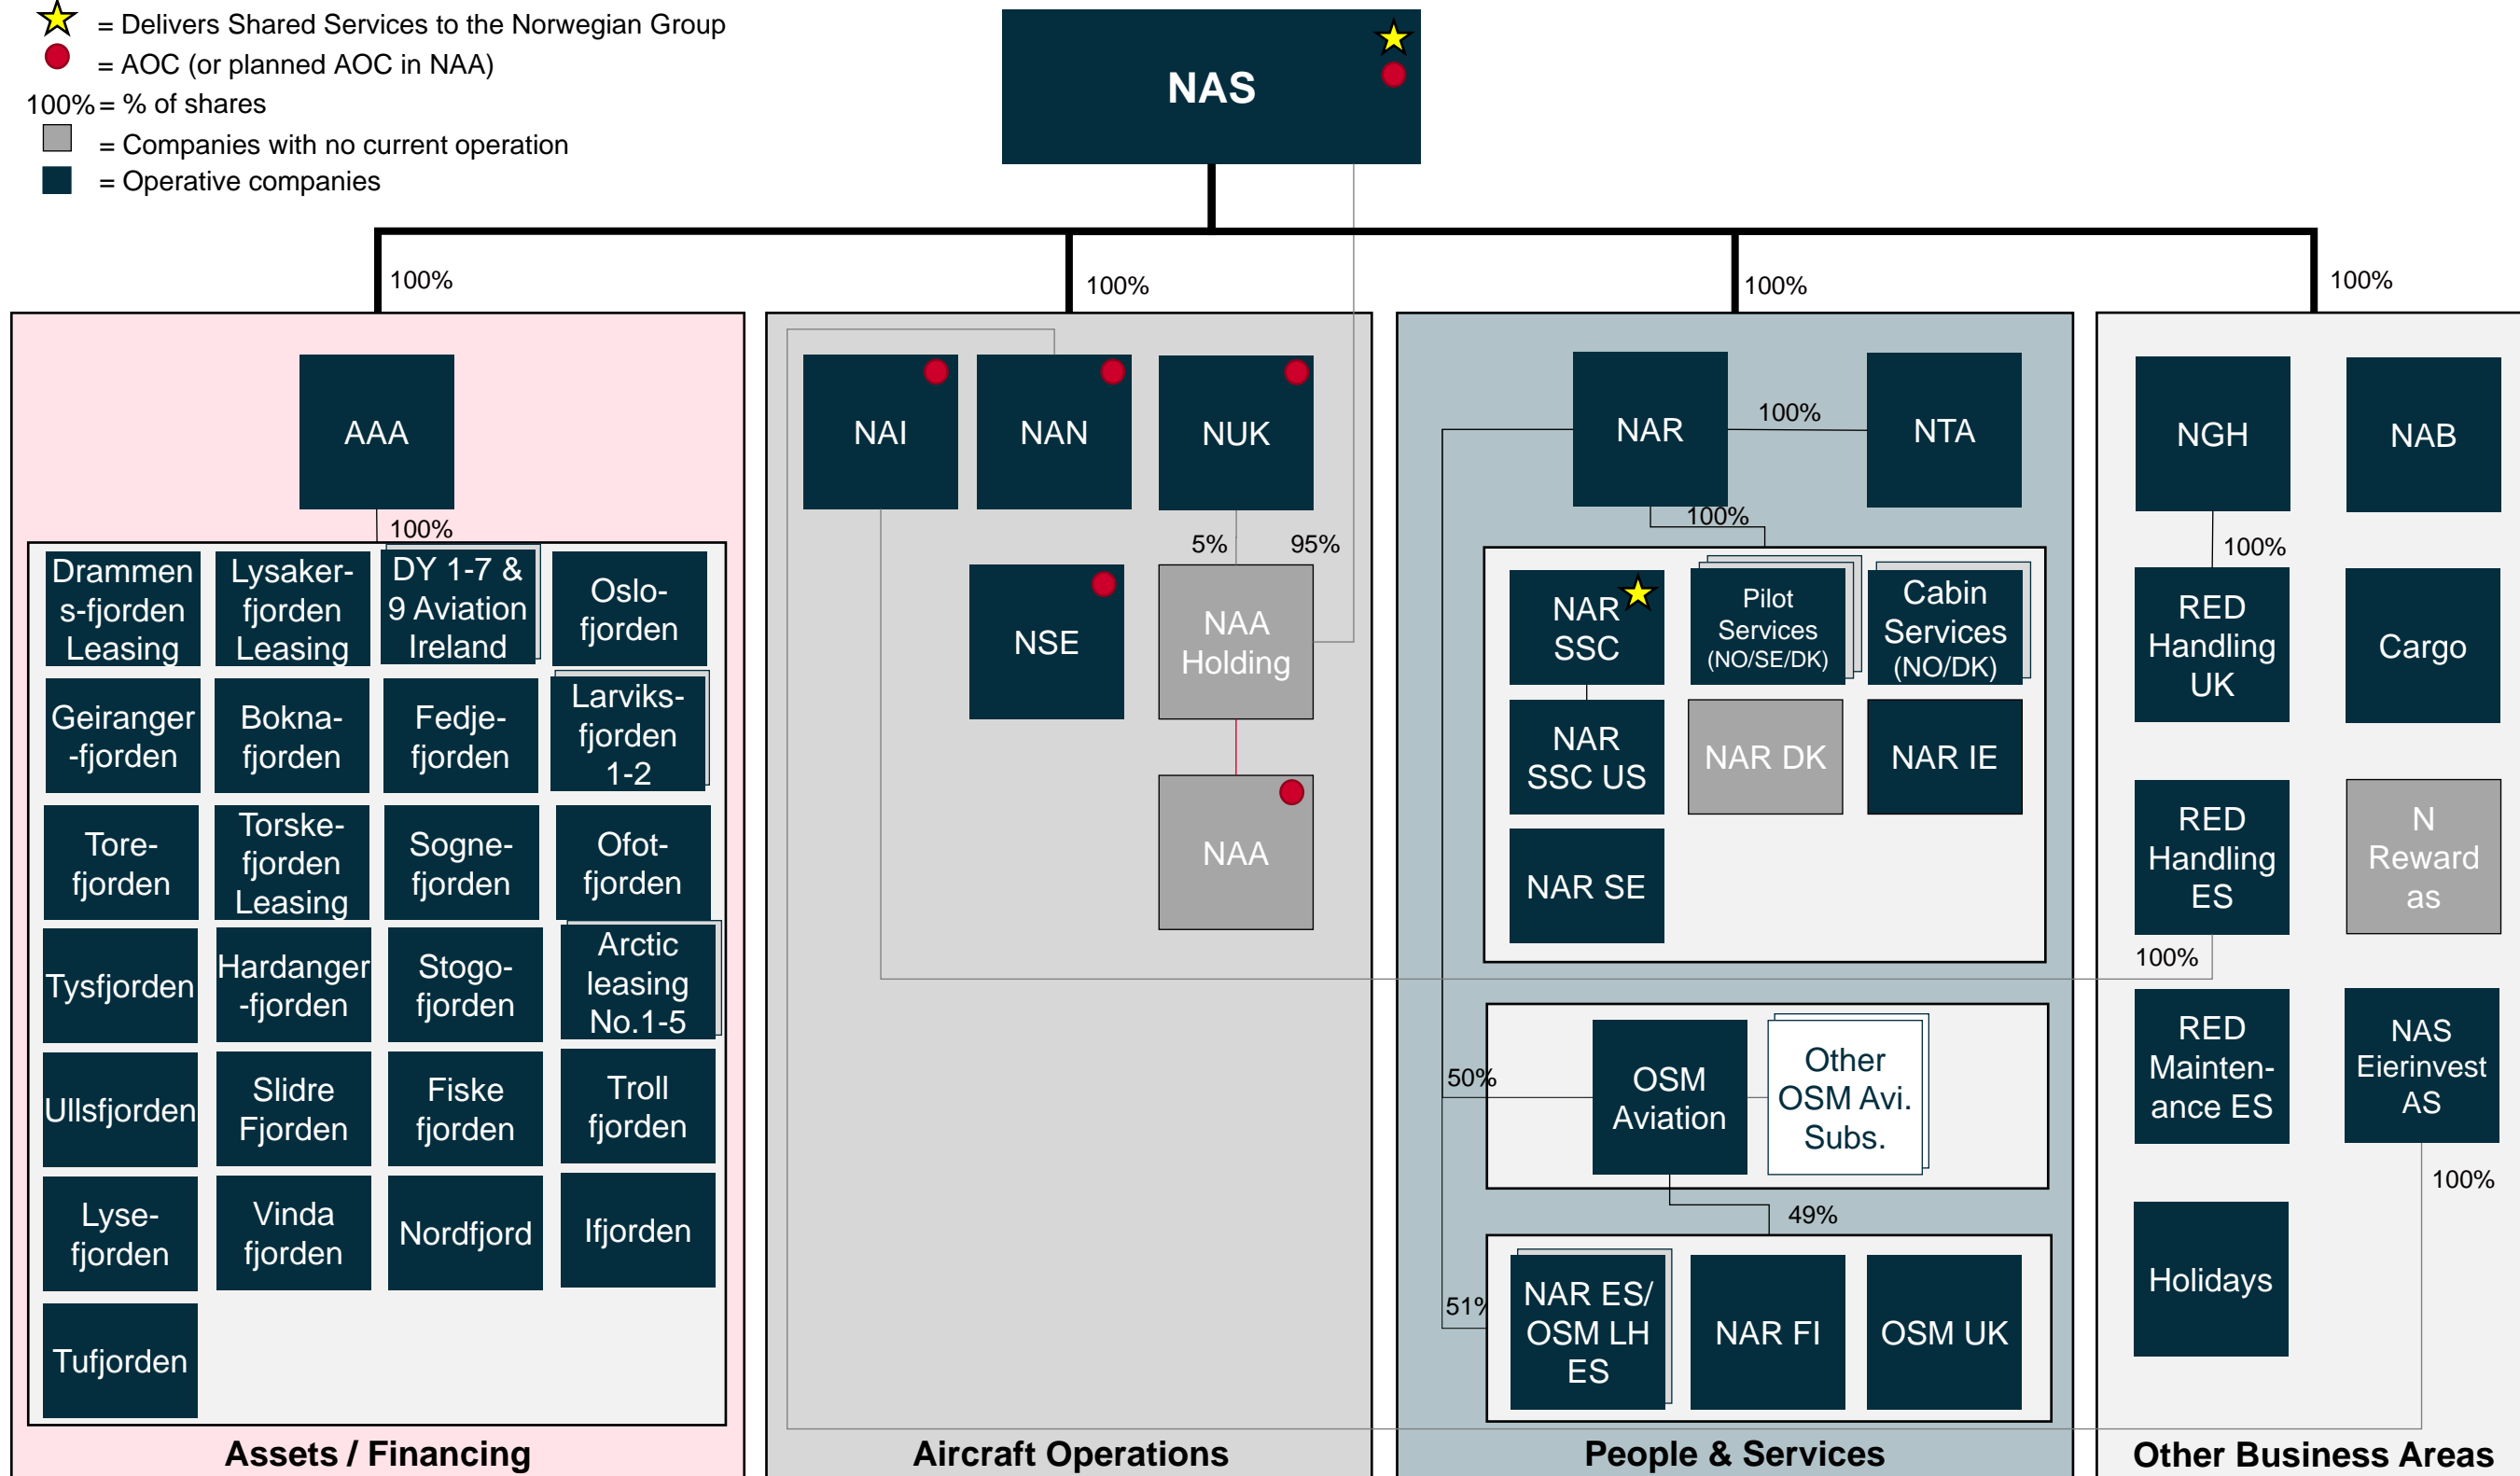 = Delivers Shared Services to the Norwegian Group
= AOC (or planned AOC in NAA)
100% = % of shares
= Companies with no current operation
= Operative companies
NAS
100%
100%
100%
100%
AAA
100%
Drammen
s-fjorden
Leasing
Lysaker-
fjorden
Leasing
DY 1-7 &
9 Aviation
Ireland
Oslo-
fjorden
Geiranger
-fjorden
Bokna-
fjorden
Fedje-
fjorden
Larviks-
fjorden
1-2
Tore-
fjorden
Torske-
fjorden
Leasing
Sogne-
fjorden
Ofot-
fjorden
Tysfjorden
Hardanger
-fjorden
Stogo-
fjorden
Arctic
leasing
No.1-5
Ullsfjorden
Slidre
Fjorden
Fiske
fjorden
Troll
fjorden
Lyse-
fjorden
Vinda
fjorden
Nordfjord
Ifjorden
Tufjorden
Assets / Financing
NAI
NAN
NUK
5%
95%
NSE
NAA
Holding
NAA
Aircraft Operations
NAR
100%
NTA
100%
NAR
SSC
Pilot
Services
(NO/SE/DK)
Cabin
Services
(NO/DK)
NAR
SSC US
NAR DK
NAR IE
NAR SE
50%
OSM
Aviation
Other
OSM Avi.
Subs.
49%
51%
NAR ES/
OSM LH
ES
NAR FI
OSM UK
People & Services
NGH
NAB
100%
RED
Handling
UK
Cargo
RED
Handling
ES
N
Reward
as
100%
RED
Mainten-
ance ES
NAS
Eierinvest
AS
100%
Holidays
Other Business Areas